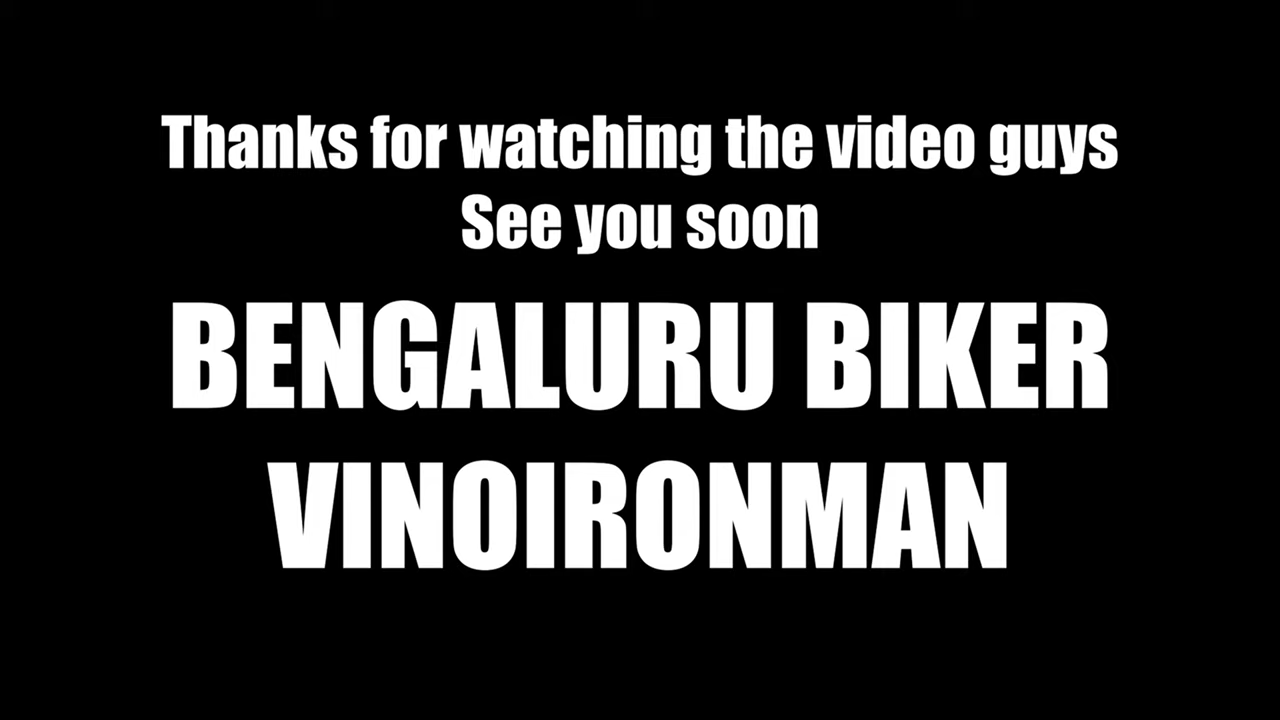 Thanks for watching the video guys
See you soon
BENGALURU BIKER
VINOIRONMAN